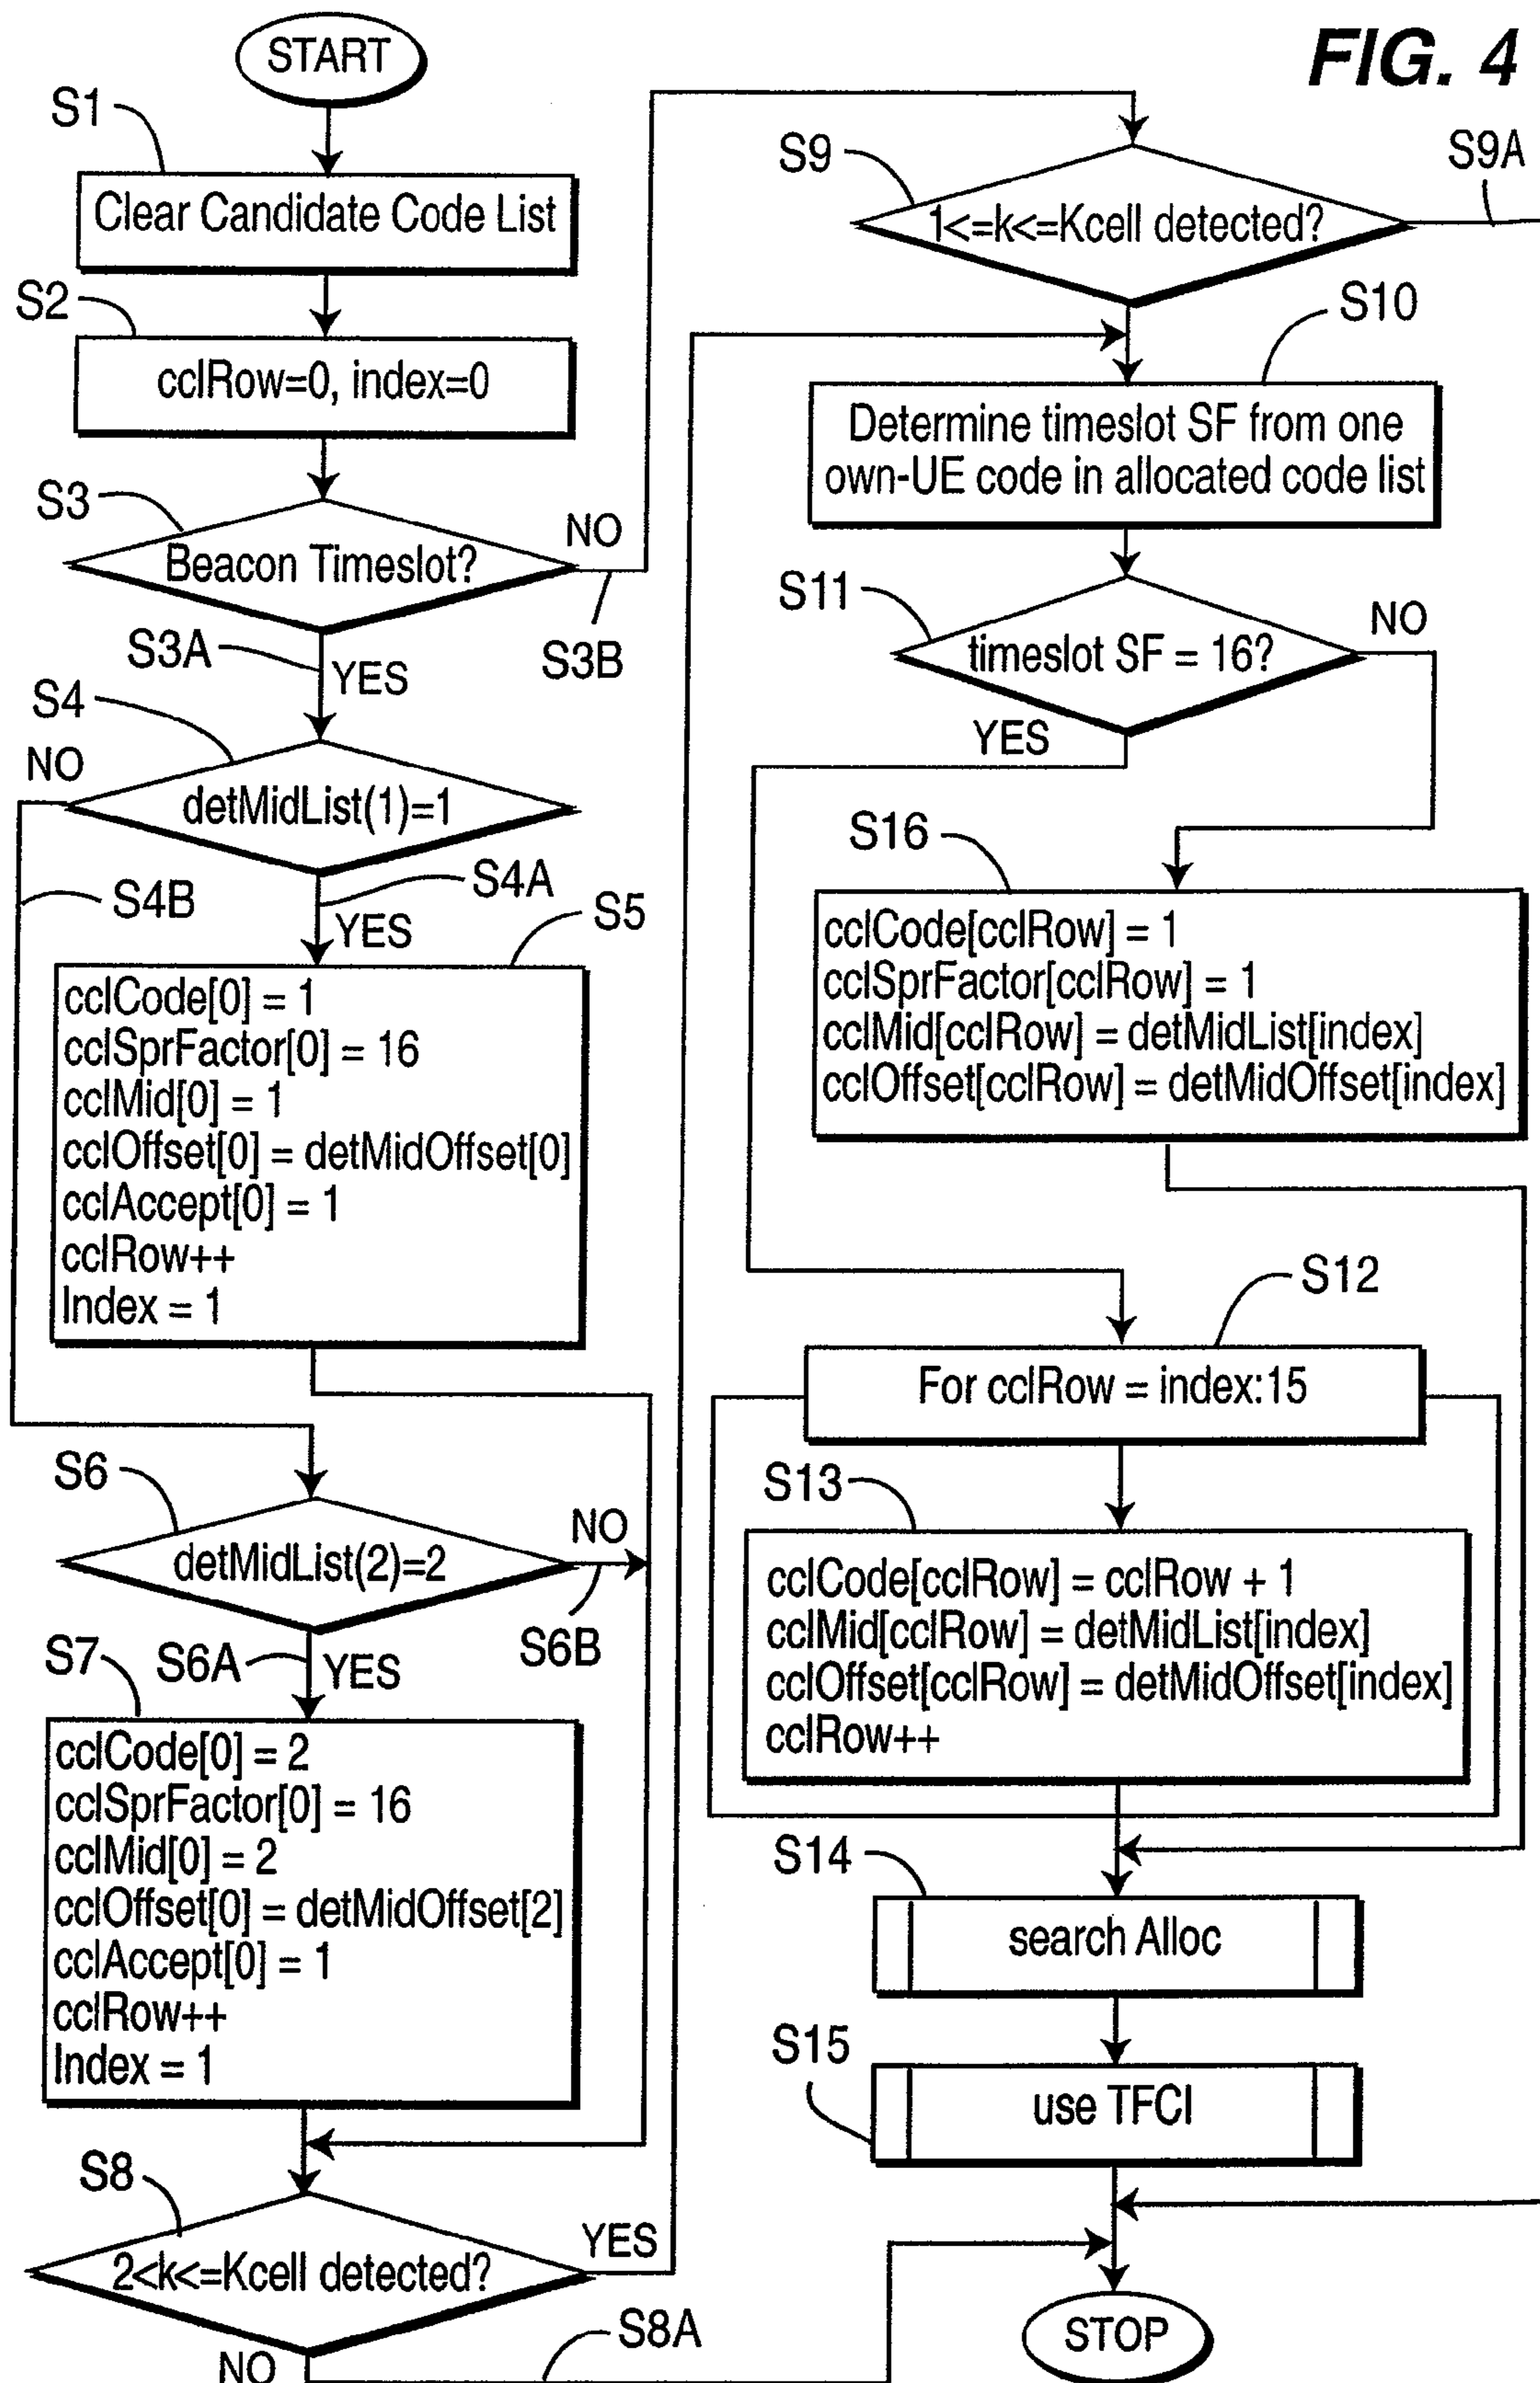 FIG. 4
START
S1
Clear Candidate Code List
S2
cclRow=0, index=0
S3
Beacon Timeslot?
NO
S3B
S3A
YES
S4
NO
detMidList(1)=1
S4B
S4A
YES
S5
cclCode[0] = 1
cclSprFactor[0] = 16
cclMid[0] = 1
cclOffset[0] = detMidOffset[0]
cclAccept[0] = 1
cclRow++
Index = 1
S6
detMidList(2)=2
NO
S6B
S6A
YES
S7
cclCode[0] = 2
cclSprFactor[0] = 16
cclMid[0] = 2
cclOffset[0] = detMidOffset[2]
cclAccept[0] = 1
cclRow++
Index = 1
S8
2<k<=Kcell detected?
YES
NO
S8A
S9
1<=k<=Kcell detected?
S9A
S10
Determine timeslot SF from one
own-UE code in allocated code list
S11
timeslot SF = 16?
NO
YES
S16
cclCode[cclRow] = 1
cclSprFactor[cclRow] = 1
cclMid[cclRow] = detMidList[index]
cclOffset[cclRow] = detMidOffset[index]
S12
For cclRow = index:15
S13
cclCode[cclRow] = cclRow + 1
cclMid[cclRow] = detMidList[index]
cclOffset[cclRow] = detMidOffset[index]
cclRow++
S14
search Alloc
S15
use TFCI
STOP